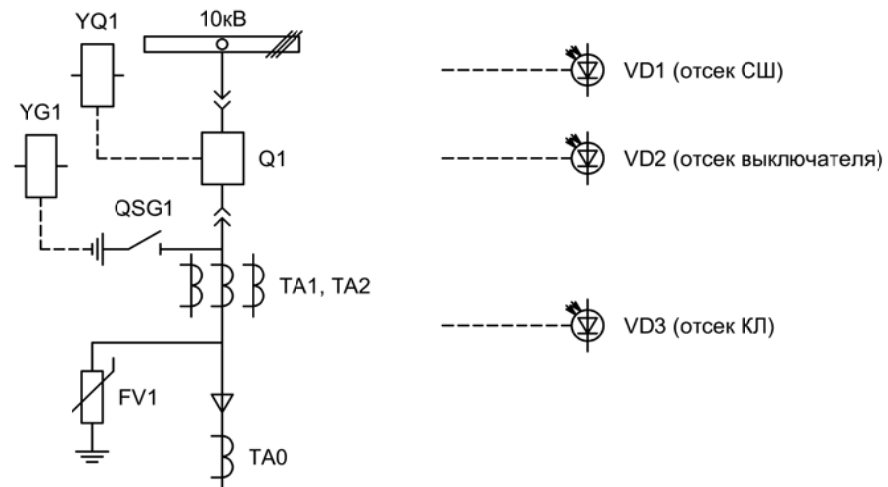 YQ1
10кВ
VD1 (отсек СШ)
YG1
Q1
VD2 (отсек выключателя)
QSG1
TA1, TA2
VD3 (отсек КЛ)
FV1
TA0